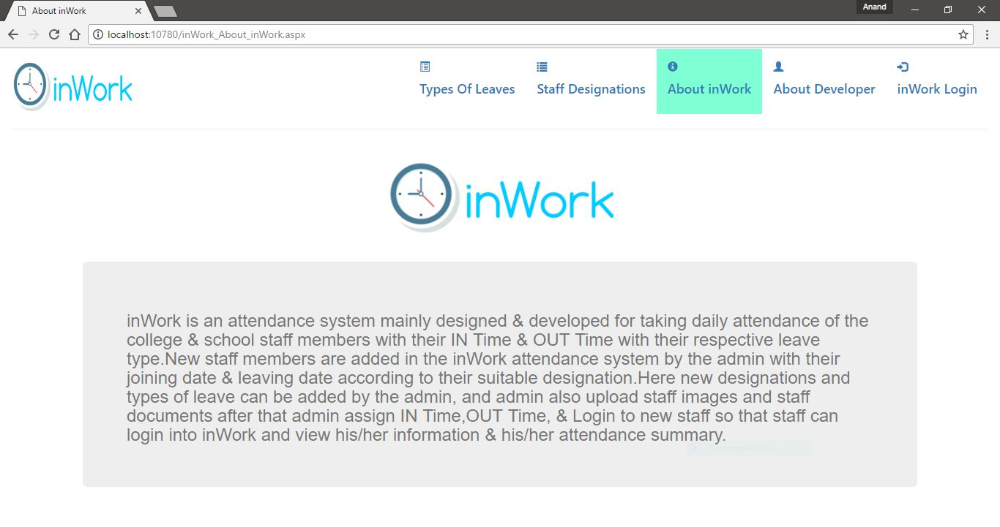 About inWork
Anand
localhost:10780/inWork_About_inWork.aspx
inWork
Types Of Leaves
Staff Designations
About inWork
About Developer
inWork Login
inWork
inWork is an attendance system mainly designed & developed for taking daily attendance of the
college & school staff members with their IN Time & OUT Time with their respective leave
type.New staff members are added in the inWork attendance system by the admin with their
joining date & leaving date according to their suitable designation.Here new designations and
types of leave can be added by the admin, and admin also upload staff images and staff
documents after that admin assign IN Time,OUT Time, & Login to new staff so that staff can
login into inWork and view his/her information & his/her attendance summary.
Rectangular Snip